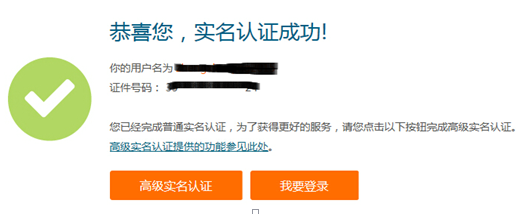 恭喜您，实名认证成功!
你的用户名为
证件号码：
您已经完成普通实名认证，为了获得更好的服务，请您点击以下按钮完成高级实名认证。
高级实名认证提供的功能参见此处。
高级实名认证 我要登录